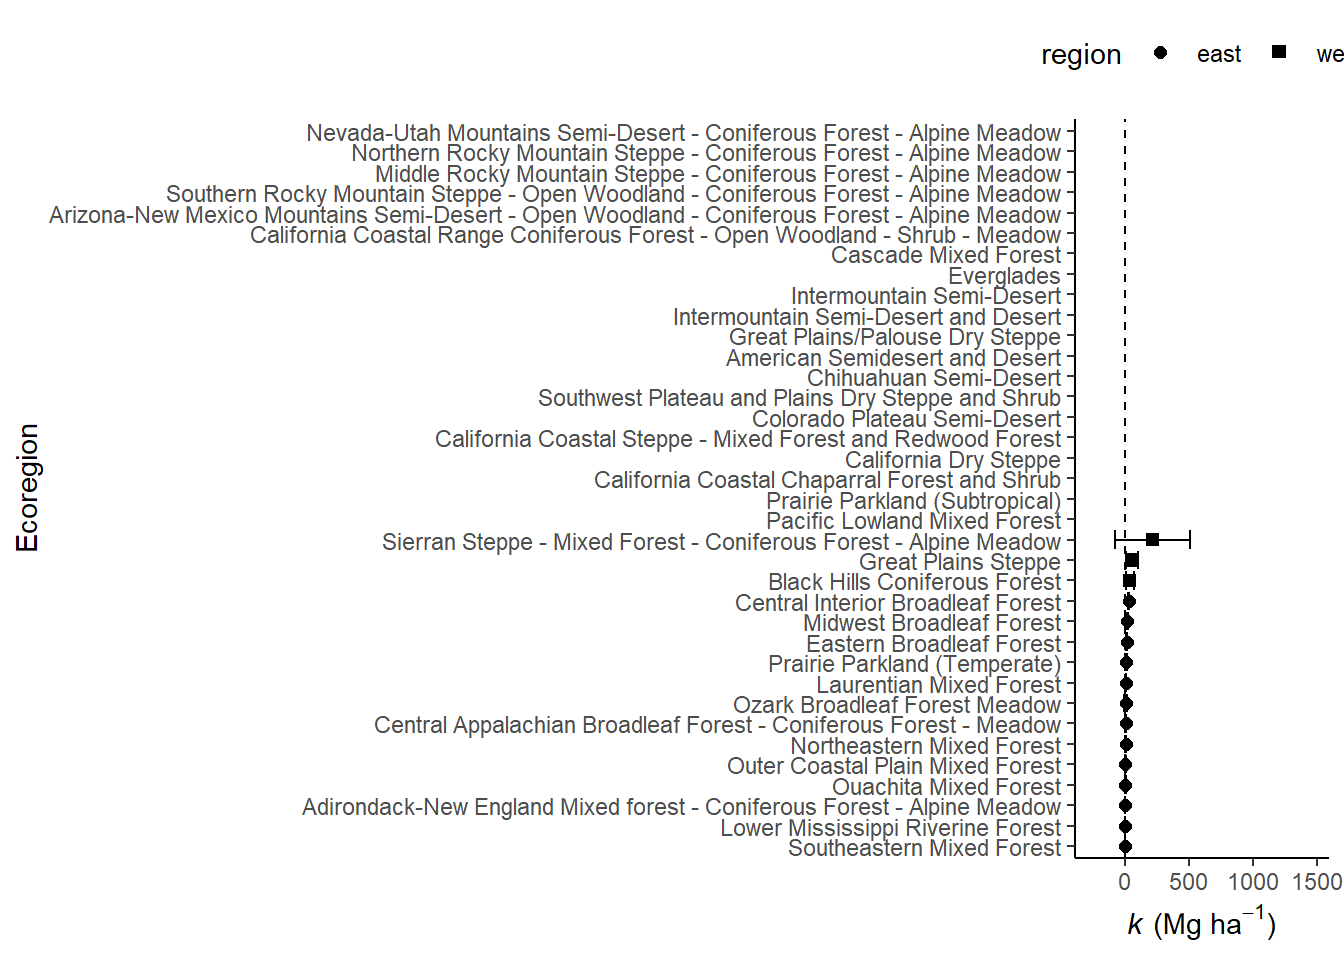 region east we
Nevada-Utah Mountains Semi-Desert - Coniferous Forest - Alpine Meadow
Northern Rocky Mountain Steppe - Coniferous Forest - Alpine Meadow
Middle Rocky Mountain Steppe - Coniferous Forest - Alpine Meadow
Southern Rocky Mountain Steppe - Open Woodland - Coniferous Forest - Alpine Meadow
Arizona-New Mexico Mountains Semi-Desert - Open Woodland - Coniferous Forest - Alpine Meadow
California Coastal Range Coniferous Forest - Open Woodland - Shrub - Meadow
Cascade Mixed Forest
Everglades
Intermountain Semi-Desert
Intermountain Semi-Desert and Desert
Great Plains/Palouse Dry Steppe
American Semidesert and Desert
Chihuahuan Semi-Desert
Southwest Plateau and Plains Dry Steppe and Shrub
Colorado Plateau Semi-Desert
California Coastal Steppe - Mixed Forest and Redwood Forest
California Dry Steppe
California Coastal Chaparral Forest and Shrub
Prairie Parkland (Subtropical)
Pacific Lowland Mixed Forest
Sierran Steppe - Mixed Forest - Coniferous Forest - Alpine Meadow
Great Plains Steppe
Black Hills Coniferous Forest
Central Interior Broadleaf Forest
Midwest Broadleaf Forest
Eastern Broadleaf Forest
Prairie Parkland (Temperate)
Laurentian Mixed Forest
Ozark Broadleaf Forest Meadow
Central Appalachian Broadleaf Forest - Coniferous Forest - Meadow
Northeastern Mixed Forest
Outer Coastal Plain Mixed Forest
Ouachita Mixed Forest
Adirondack-New England Mixed forest - Coniferous Forest - Alpine Meadow
Lower Mississippi Riverine Forest
Southeastern Mixed Forest
Ecoregion
0 500 1000 1500
k (Mg ha⁻¹)